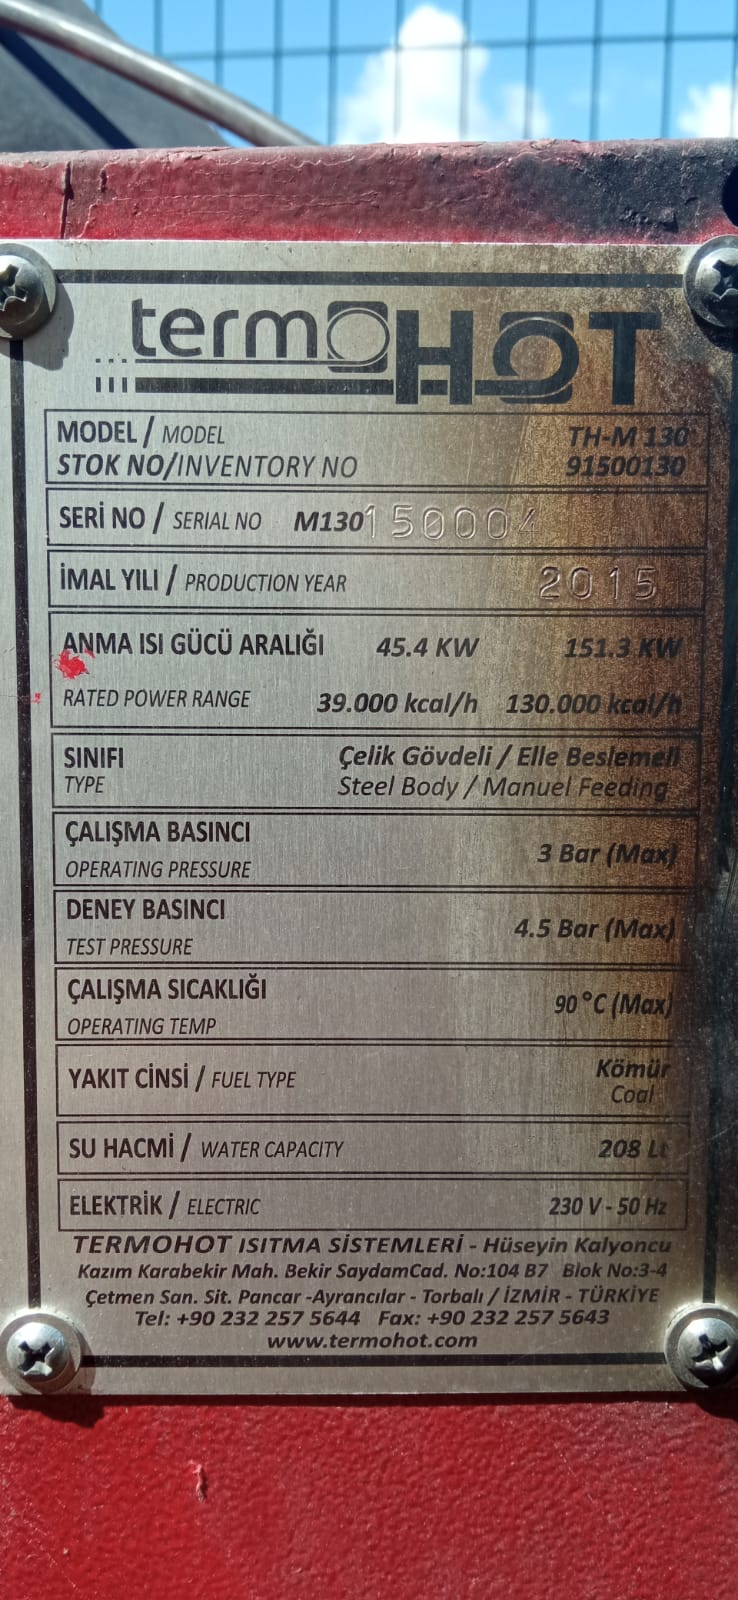 termoHOT
MODEL / MODEL TH-M 130
STOK NO/INVENTORY NO 91500130
SERİ NO / SERIAL NO M130150004
İMAL YILI / PRODUCTION YEAR 2015
ANMA ISI GÜCÜ ARALIĞI 45.4 KW 151.3 KW
RATED POWER RANGE 39.000 kcal/h 130.000 kcal/h
SINIFI Çelik Gövdeli / Elle Beslemeli
TYPE Steel Body / Manuel Feeding
ÇALIŞMA BASINCI
OPERATING PRESSURE 3 Bar (Max)
DENEY BASINCI
TEST PRESSURE 4.5 Bar (Max)
ÇALIŞMA SICAKLIĞI
OPERATING TEMP 90°C (Max)
YAKIT CİNSİ / FUEL TYPE Kömür
Coal
SU HACMİ / WATER CAPACITY 208 Lt
ELEKTRİK / ELECTRIC 230 V - 50 Hz
TERMOHOT ISITMA SİSTEMLERİ - Hüseyin Kalyoncu
Kazım Karabekir Mah. Bekir SaydamCad. No:104 B7 Blok No:3-4
Çetmen San. Sit. Pancar -Ayrancılar - Torbalı / İZMİR - TÜRKİYE
Tel: +90 232 257 5644 Fax: +90 232 257 5643
www.termohot.com